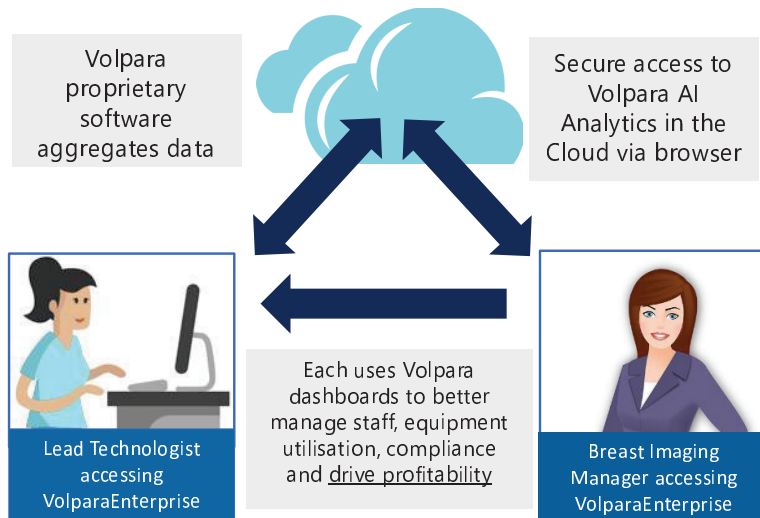 Volpara
proprietary
software
aggregates data
Secure access to
Volpara AI
Analytics in the
Cloud via browser
Each uses Volpara
dashboards to better
manage staff, equipment
utilisation, compliance
and drive profitability
Lead Technologist
accessing
VolparaEnterprise
Breast Imaging
Manager accessing
VolparaEnterprise